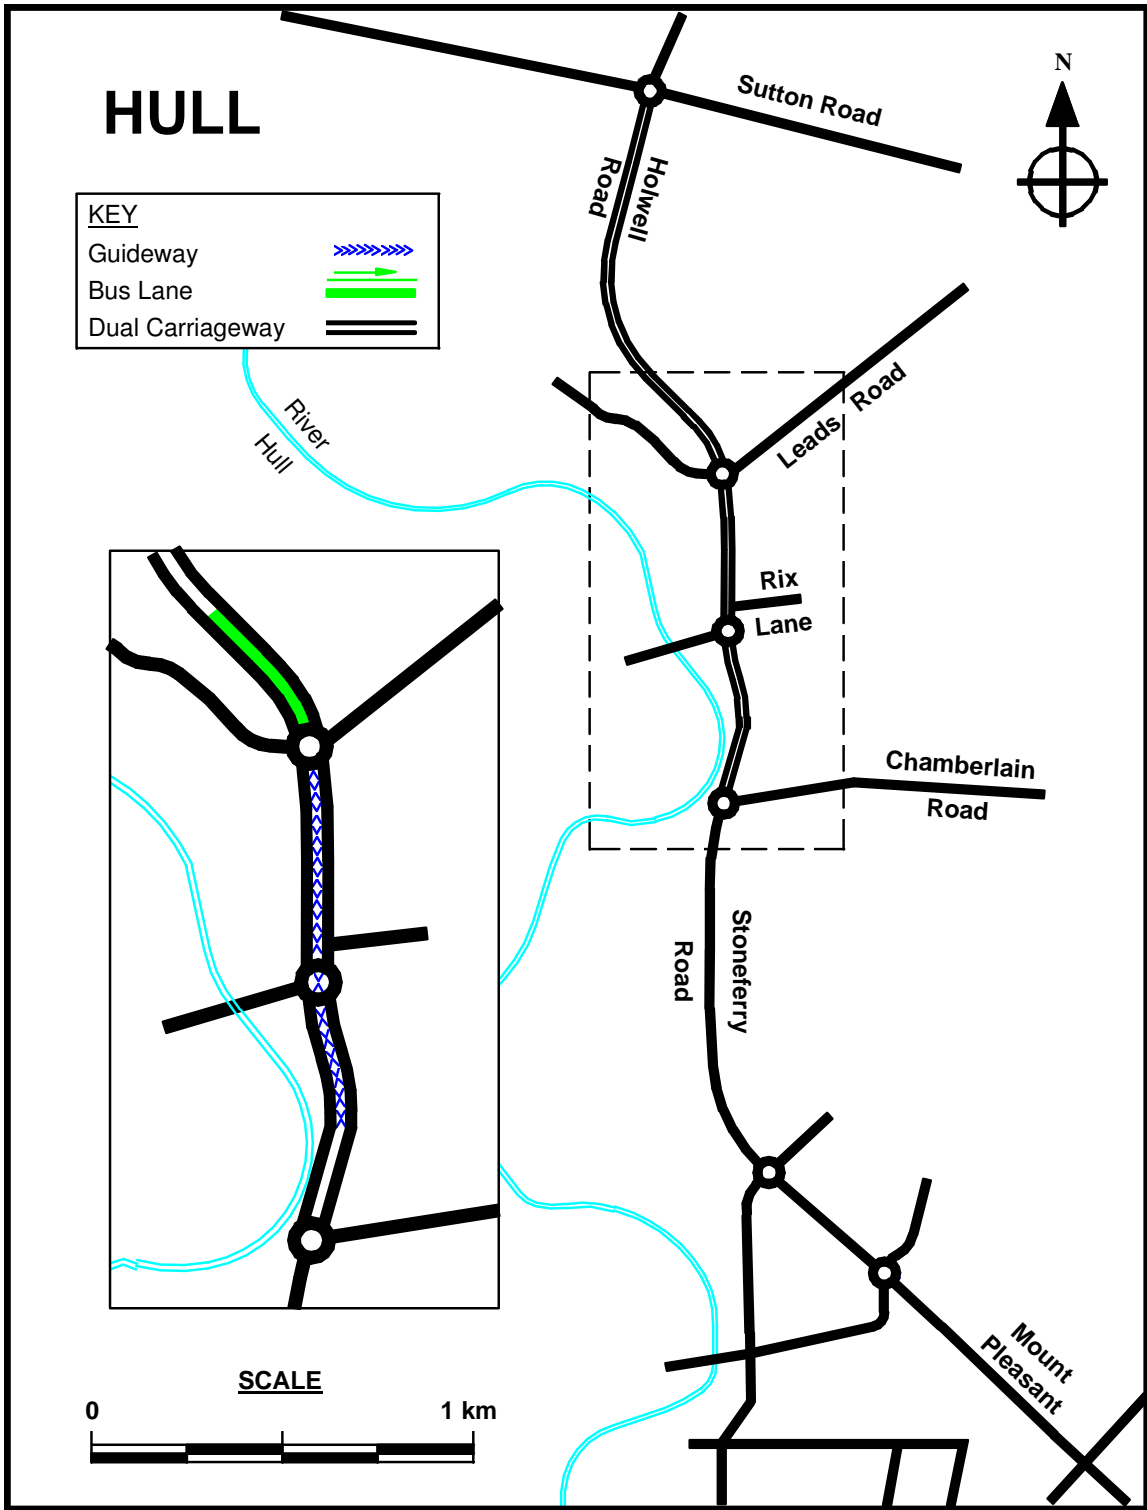 HULL
N
Sutton Road
Holwell
Road
KEY
Guideway
Bus Lane
Dual Carriageway
River
Hull
Leads Road
Rix
Lane
Chamberlain
Road
Stoneferry
Road
Mount
Pleasant
SCALE
0 1 km